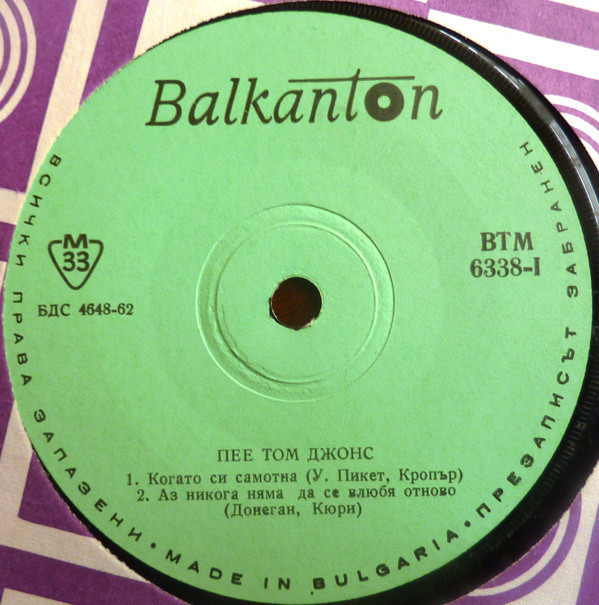 Balkanton
ВСИЧКИ ПРАВА ЗАПАЗЕНИ • MADE IN BULGARIA • ПРЕЗАПИСЪТ ЗАБРАНЕН
М
33
БДС 4648-62
ВТМ
6338-I
ПЕЕ ТОМ ДЖОНС
1. Когато си самотна (У. Пикет, Кропър)
2. Аз никога няма да се влюбя отново
(Донеган, Кюри)